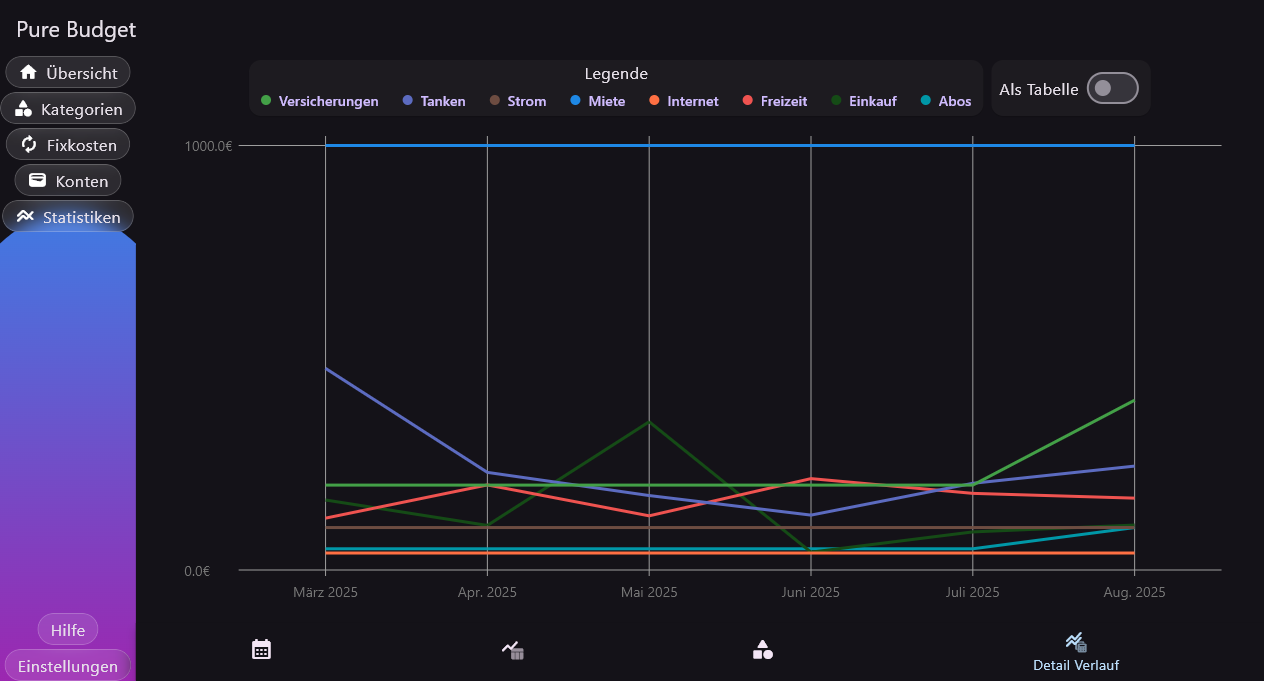 Pure Budget
Übersicht
Kategorien
Fixkosten
Konten
Statistiken
Hilfe
Einstellungen
Legende
Versicherungen Tanken Strom Miete Internet Freizeit Einkauf Abos
Als Tabelle
1000.0€
0.0€
März 2025 Apr. 2025 Mai 2025 Juni 2025 Juli 2025 Aug. 2025
Detail Verlauf